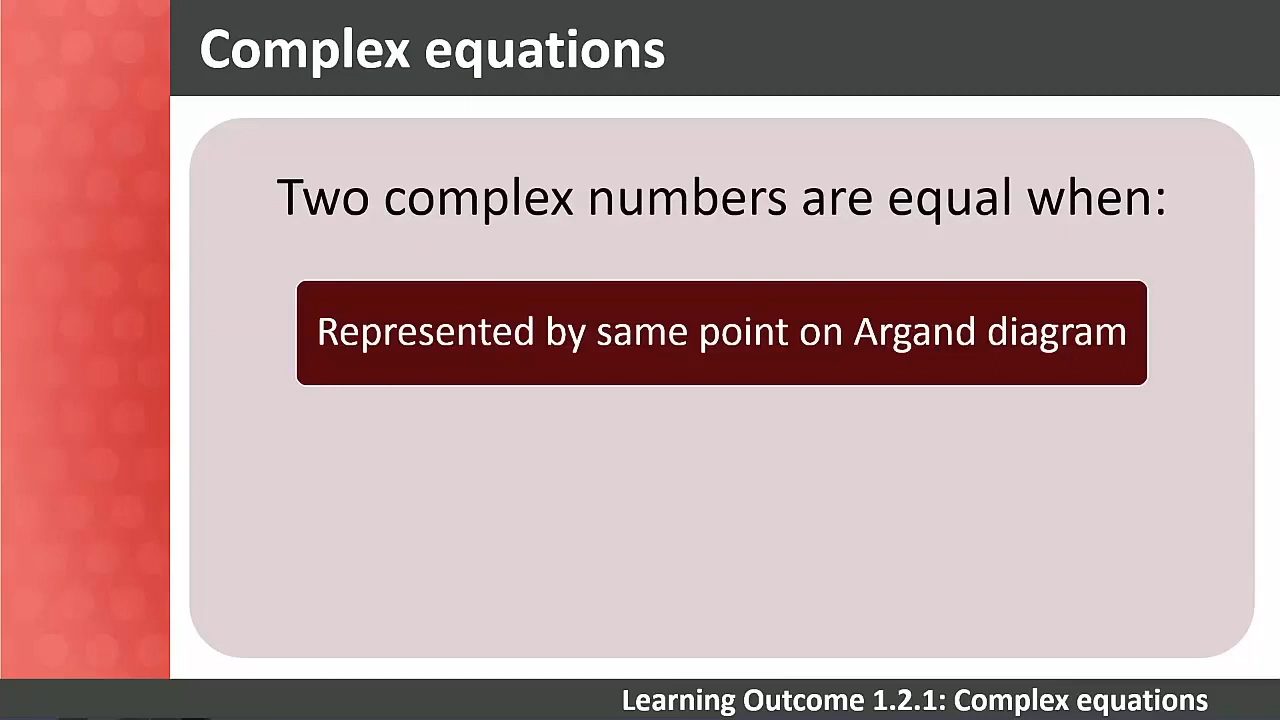 Complex equations
Two complex numbers are equal when:
Represented by same point on Argand diagram
Learning Outcome 1.2.1: Complex equations